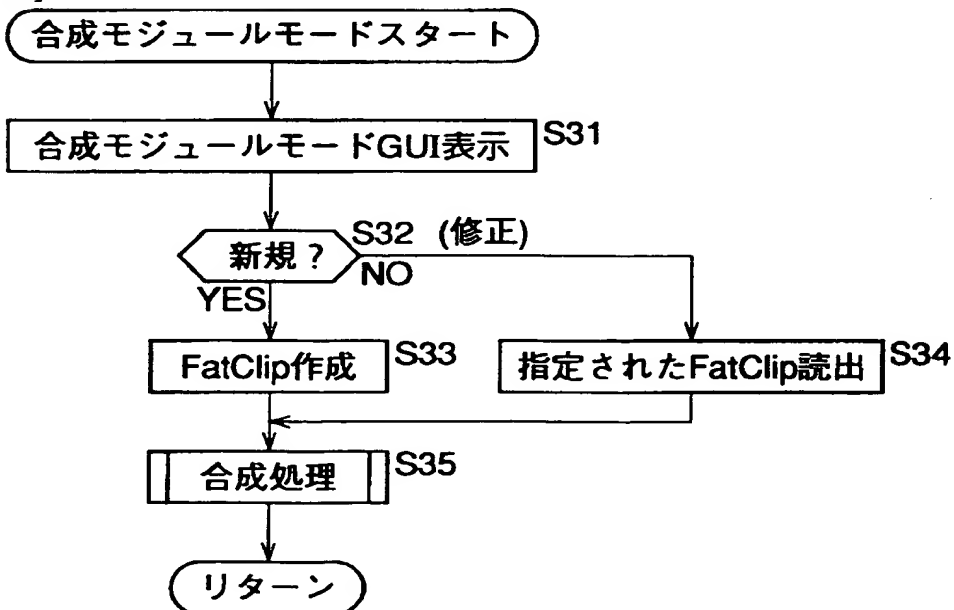 合成モジュールモードスタート
合成モジュールモードGUI表示 S31
新規？ S32 (修正)
YES NO
FatClip作成 S33
指定されたFatClip読出 S34
合成処理 S35
リターン